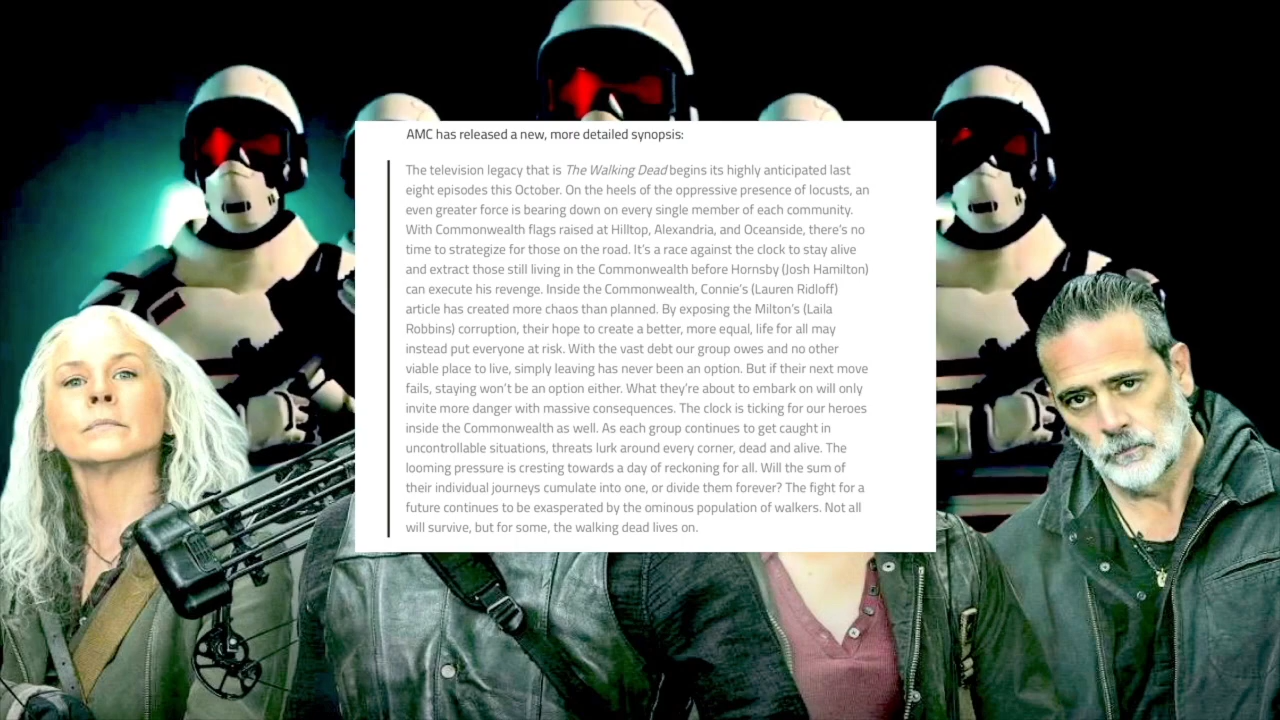 AMC has released a new, more detailed synopsis:
The television legacy that is The Walking Dead begins its highly anticipated last
eight episodes this October. On the heels of the oppressive presence of locusts, an
even greater force is bearing down on every single member of each community.
With Commonwealth flags raised at Hilltop, Alexandria, and Oceanside, there's no
time to strategize for those on the road. It's a race against the clock to stay alive
and extract those still living in the Commonwealth before Hornsby (Josh Hamilton)
can execute his revenge. Inside the Commonwealth, Connie's (Lauren Ridloff)
article has created more chaos than planned. By exposing the Milton's (Laila
Robbins) corruption, their hope to create a better, more equal, life for all may
instead put everyone at risk. With the vast debt our group owes and no other
viable place to live, simply leaving has never been an option. But if their next move
fails, staying won't be an option either. What they're about to embark on will only
invite more danger with massive consequences. The clock is ticking for our heroes
inside the Commonwealth as well. As each group continues to get caught in
uncontrollable situations, threats lurk around every corner, dead and alive. The
looming pressure is cresting towards a day of reckoning for all. Will the sum of
their individual journeys cumulate into one, or divide them forever? The fight for a
future continues to be exasperated by the ominous population of walkers. Not all
will survive, but for some, the walking dead lives on.